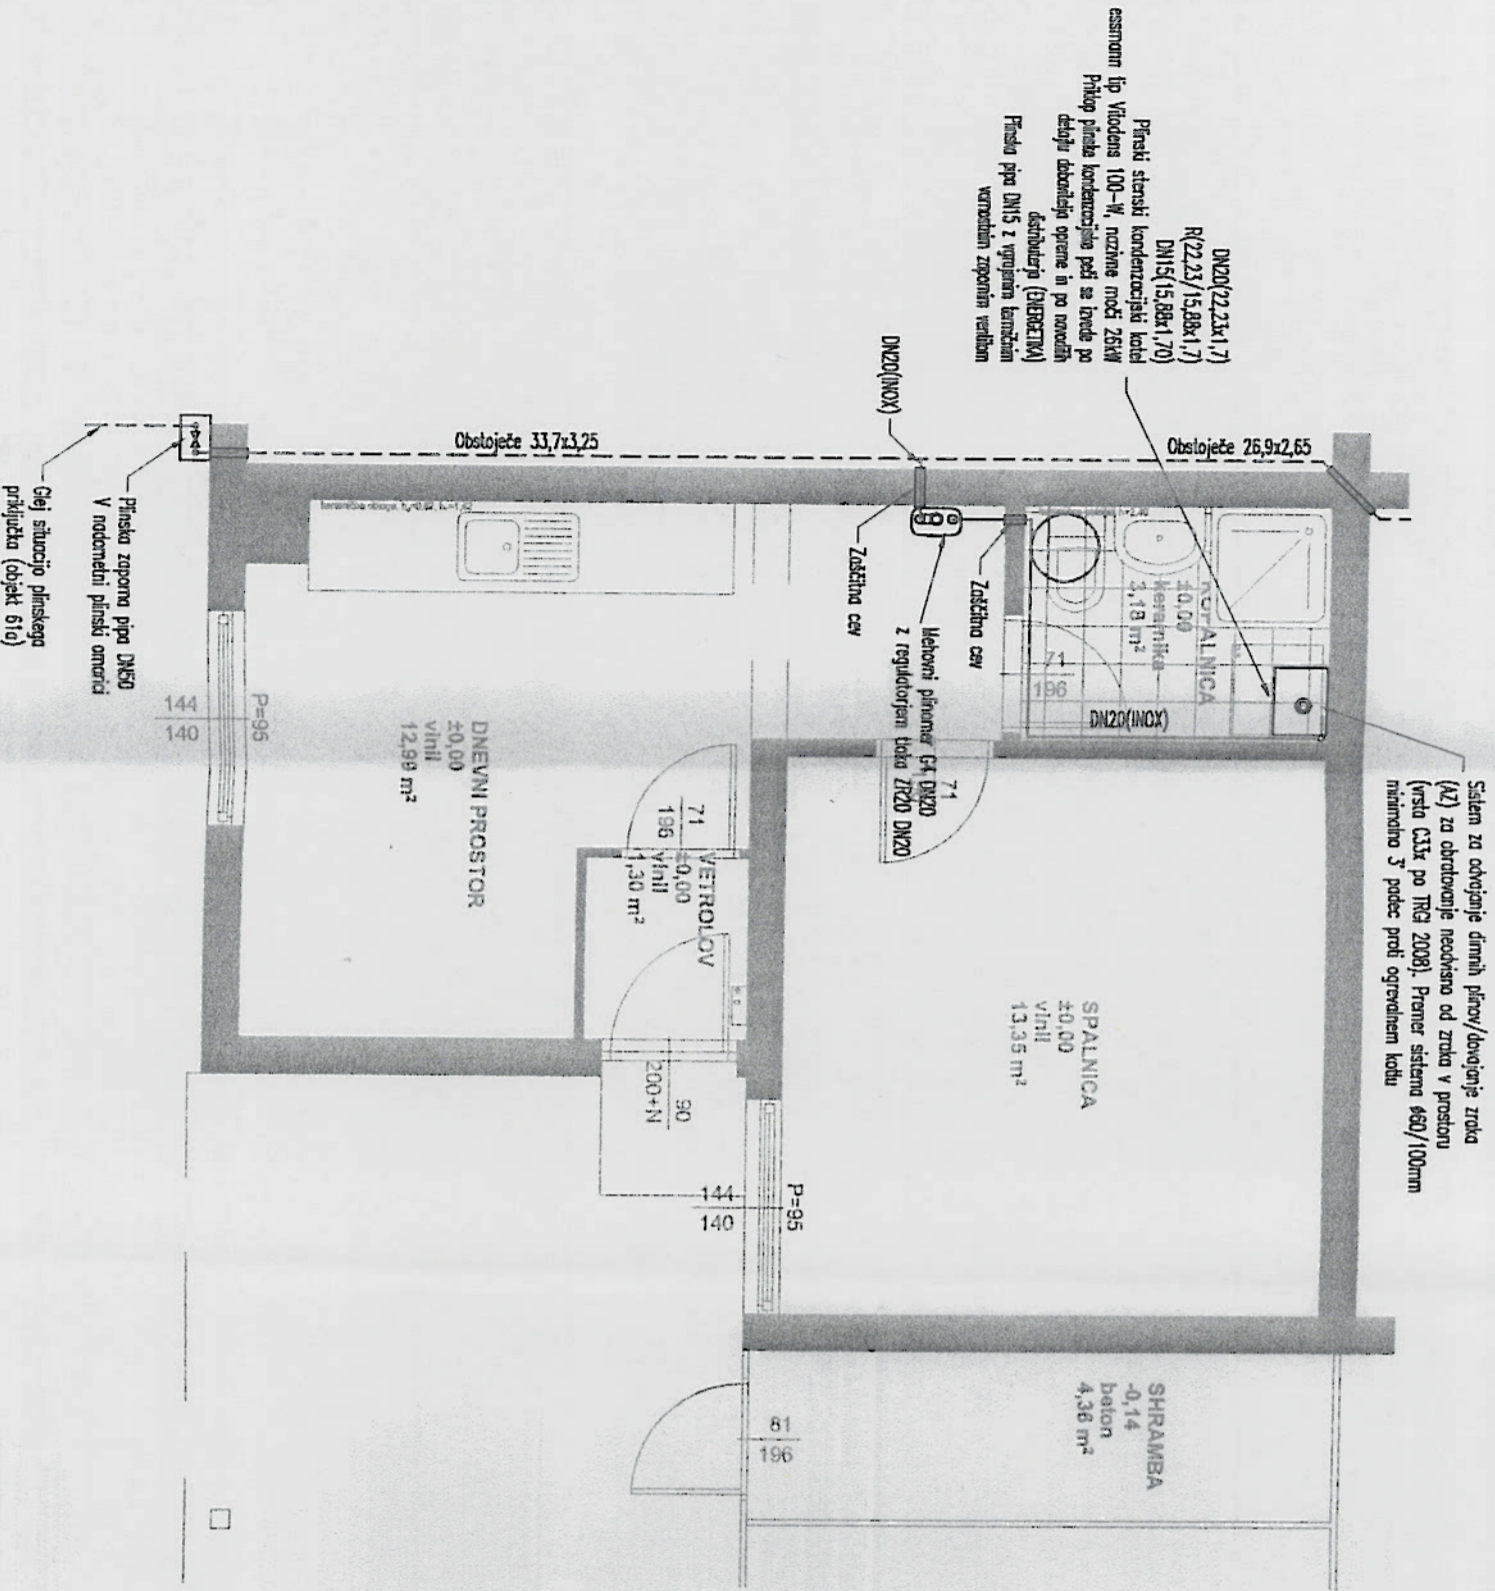 DN20(22,23x1,7)
R(22,23/15,88x1,7)
DN15(15,88x1,70)
Plinski stenski kondenzacijski kotel
essmann tip Vitodens 100-W, nazivne moči 26kW
Priklop plinske kondenzacijske peči se izvede po
detajlu dobavitelja opreme in po navodilih
distributerja (ENERGETIKA)
Plinska pipa DN15 z vgrajenim termičnim
varnostnim zapornim ventilom
Sistem za odvajanje dimnih plinov/dovajanje zraka
(AZ) za obratovanje neodvisno od zraka v prostoru
(vrsta C33x po TRGI 2008). Premer sistema ø60/100mm
minimalno 3° padec proti ogrevalnem kotlu
Obstoječe 26,9x2,65
Obstoječe 33,7x3,25
DN20(INOX)
Zaščitna cev
Zaščitna cev
Mehovni plinomer G4, DN20
z regulatorjem tlaka ZR20 DN20
DN20(INOX)
KOPALNICA
±0,00
keramika
3,18 m²
71
196
71
SPALNICA
±0,00
vinil
13,35 m²
SHRAMBA
-0,14
beton
4,36 m²
81
196
P=95
144
140
VETROLOV
±0,00
vinil
1,30 m²
71
196
90
200+N
DNEVNI PROSTOR
±0,00
vinil
12,99 m²
P=95
144
140
Plinska zaporna pipa DN50
V nadometni plinski omarici
Glej situacijo plinskega
priključka (objekt 61a)